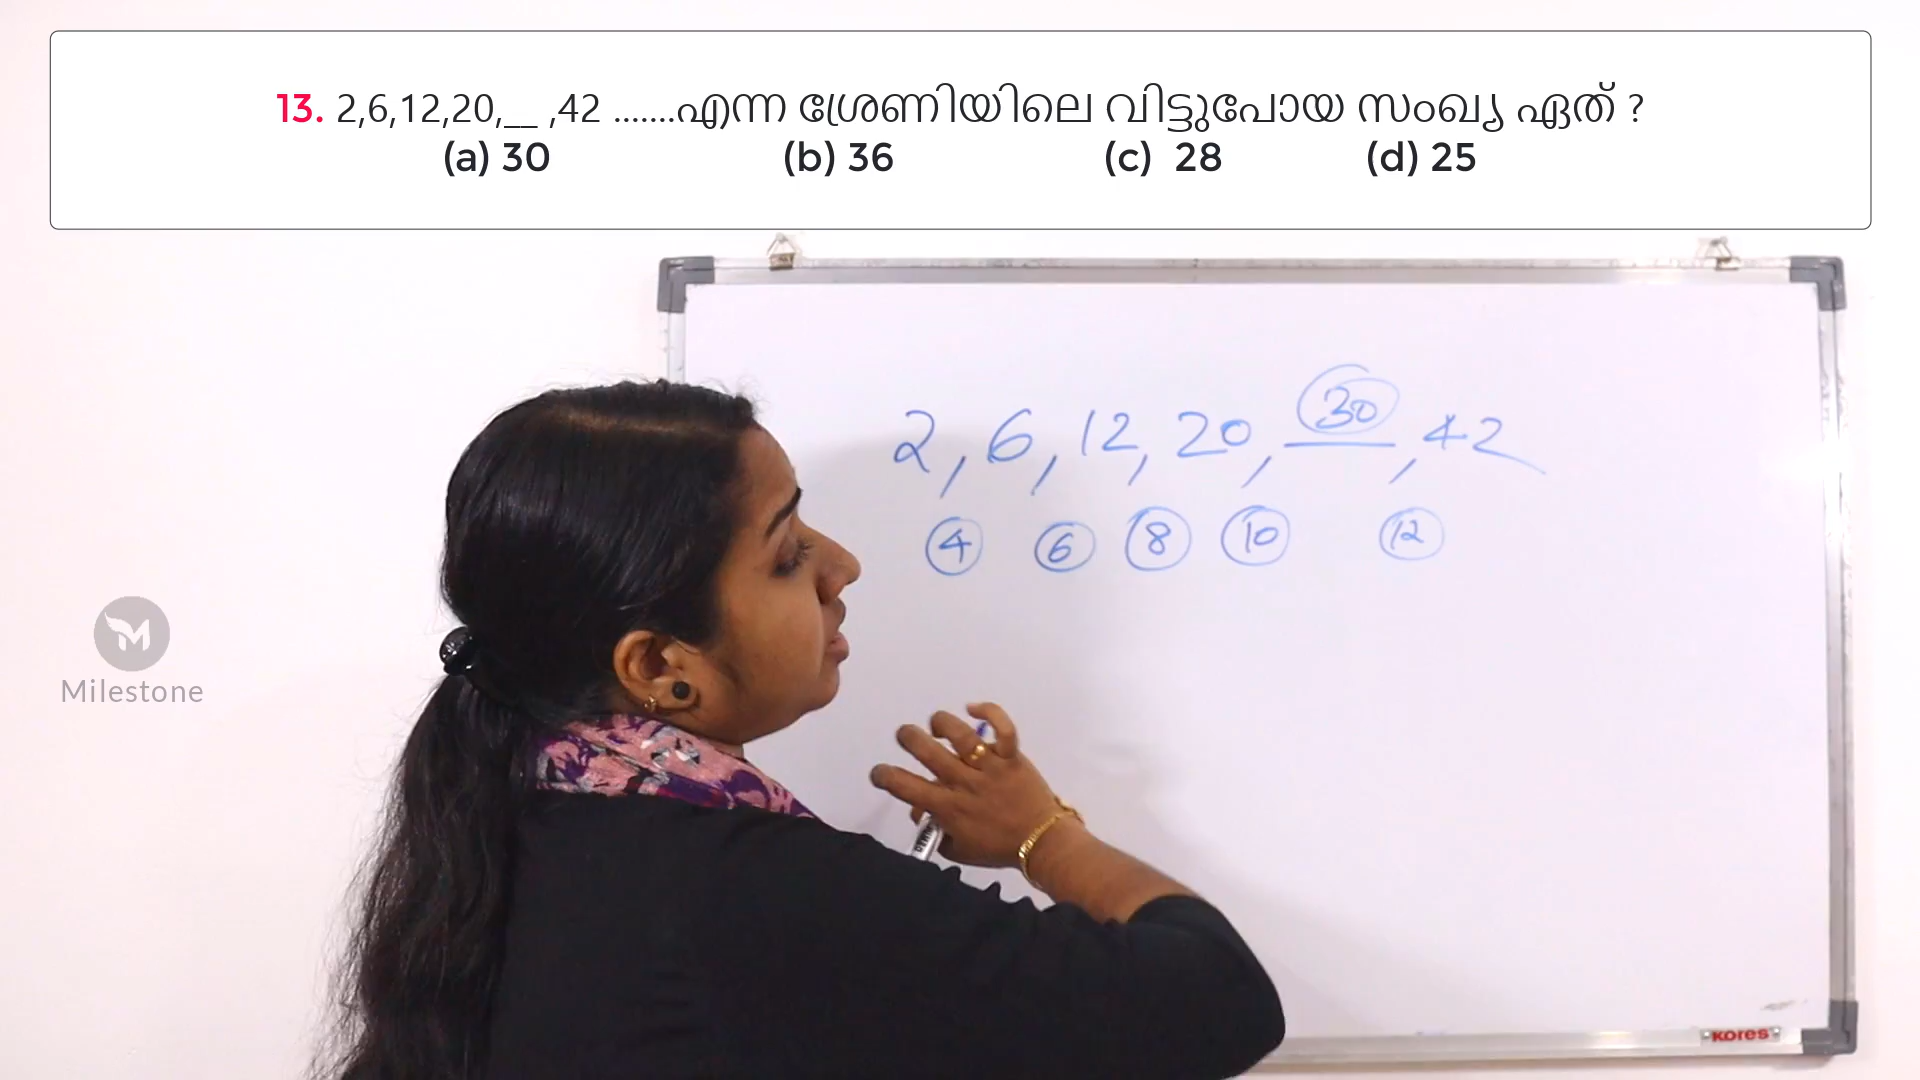 13. 2,6,12,20,__ ,42 .......എന്ന ശ്രേണിയിലെ വിട്ടുപോയ സംഖ്യ ഏത് ?
(a) 30 (b) 36 (c) 28 (d) 25
2, 6, 12, 20, 30, 42
4 6 8 10 12
Milestone
KORES